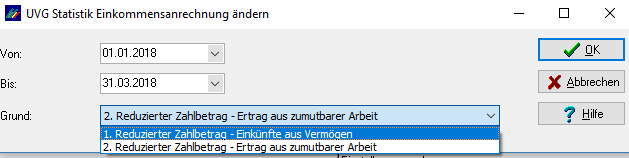 UVG Statistik Einkommensanrechnung ändern
Von: 01.01.2018 OK
Bis: 31.03.2018 Abbrechen
Grund: 2. Reduzierter Zahlbetrag - Ertrag aus zumutbarer Arbeit Hilfe
1. Reduzierter Zahlbetrag - Einkünfte aus Vermögen
2. Reduzierter Zahlbetrag - Ertrag aus zumutbarer Arbeit